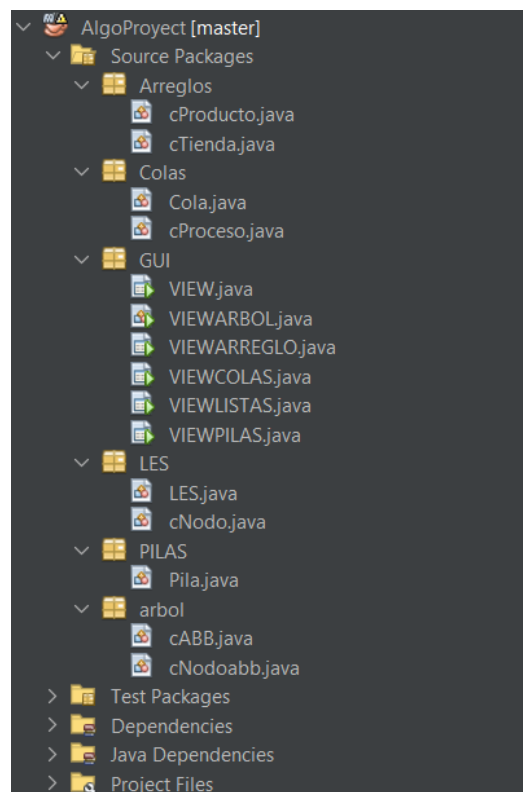 AlgoProyect [master]
Source Packages
Arreglos
cProducto.java
cTienda.java
Colas
Cola.java
cProceso.java
GUI
VIEW.java
VIEWARBOL.java
VIEWARREGLO.java
VIEWCOLAS.java
VIEWLISTAS.java
VIEWPILAS.java
LES
LES.java
cNodo.java
PILAS
Pila.java
arbol
cABB.java
cNodoabb.java
Test Packages
Dependencies
Java Dependencies
Project Files